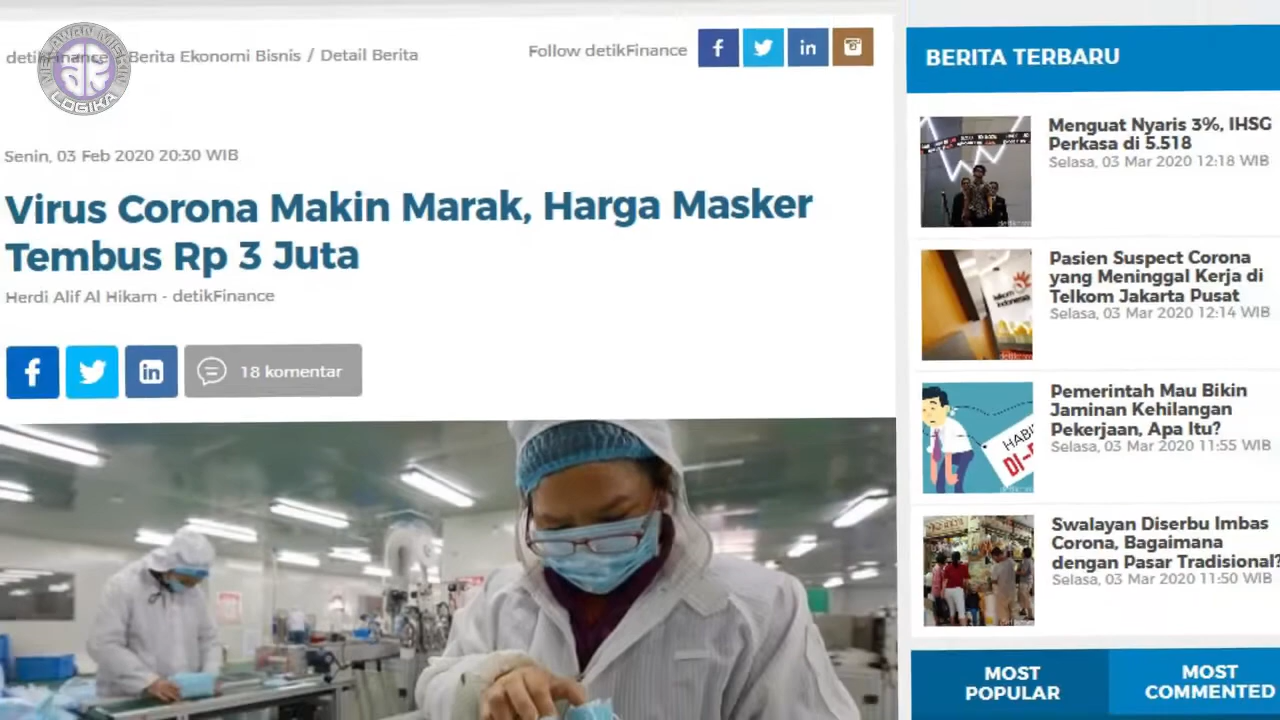 MELAWAN MISKIN
LOGIKA
detikFinance / Berita Ekonomi Bisnis / Detail Berita
Follow detikFinance
Senin, 03 Feb 2020 20:30 WIB
Virus Corona Makin Marak, Harga Masker
Tembus Rp 3 Juta
Herdi Alif Al Hikam - detikFinance
18 komentar
BERITA TERBARU
Menguat Nyaris 3%, IHSG
Perkasa di 5.518
Selasa, 03 Mar 2020 12:18 WIB
Pasien Suspect Corona
yang Meninggal Kerja di
Telkom Jakarta Pusat
Selasa, 03 Mar 2020 12:14 WIB
Telkom
Indonesia
Pemerintah Mau Bikin
Jaminan Kehilangan
Pekerjaan, Apa Itu?
Selasa, 03 Mar 2020 11:55 WIB
Swalayan Diserbu Imbas
Corona, Bagaimana
dengan Pasar Tradisional?
Selasa, 03 Mar 2020 11:50 WIB
MOST
POPULAR
MOST
COMMENTED